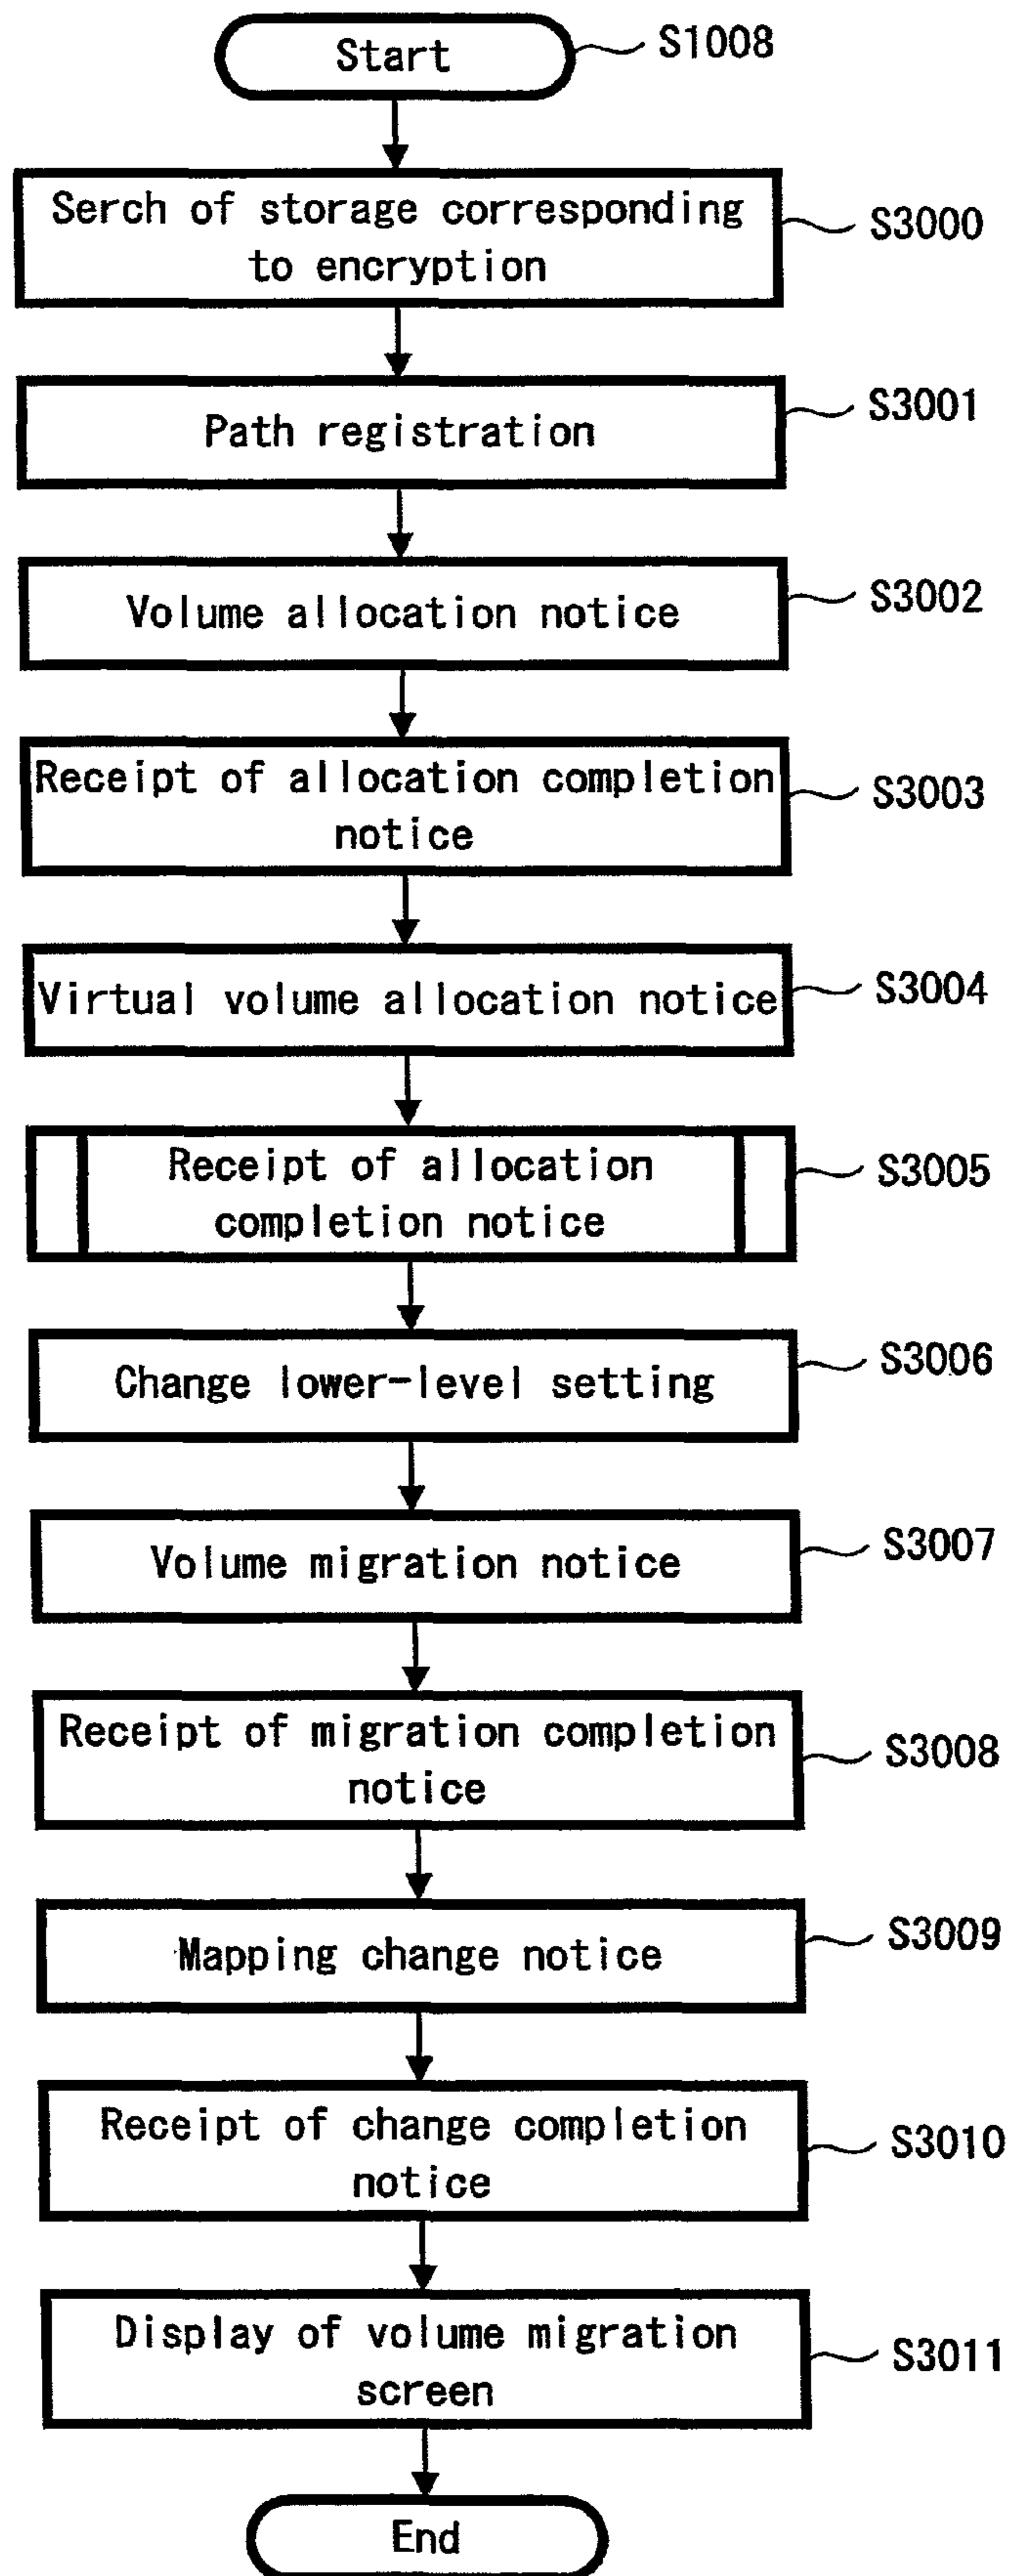 Start
S1008
Serch of storage corresponding
to encryption
S3000
Path registration
S3001
Volume allocation notice
S3002
Receipt of allocation completion
notice
S3003
Virtual volume allocation notice
S3004
Receipt of allocation
completion notice
S3005
Change lower-level setting
S3006
Volume migration notice
S3007
Receipt of migration completion
notice
S3008
Mapping change notice
S3009
Receipt of change completion
notice
S3010
Display of volume migration
screen
S3011
End